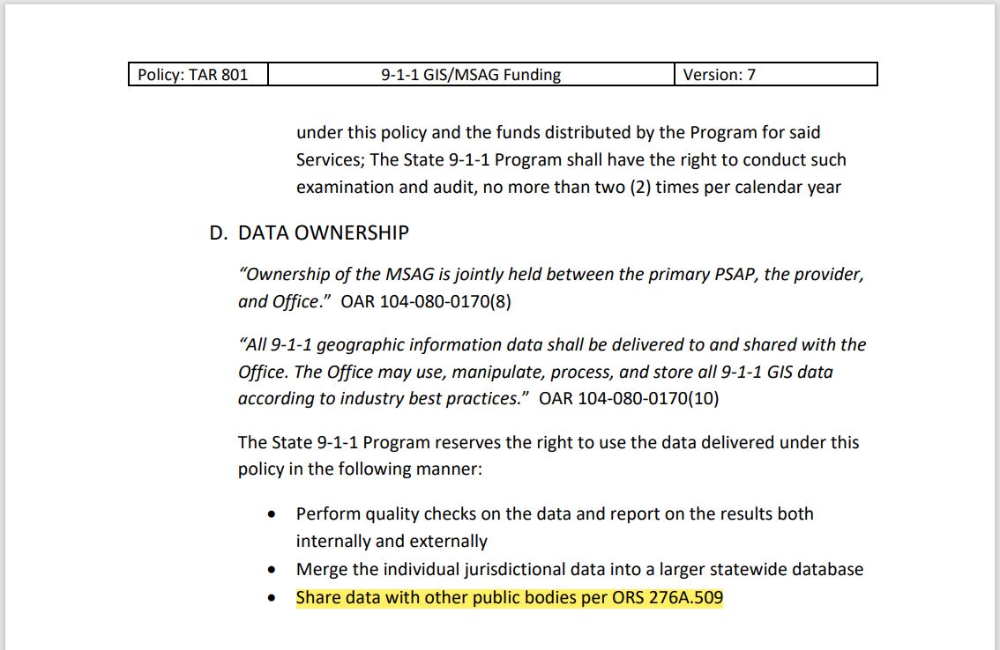 Policy: TAR 801 9-1-1 GIS/MSAG Funding Version: 7
under this policy and the funds distributed by the Program for said
Services; The State 9-1-1 Program shall have the right to conduct such
examination and audit, no more than two (2) times per calendar year
D. DATA OWNERSHIP
“Ownership of the MSAG is jointly held between the primary PSAP, the provider,
and Office.” OAR 104-080-0170(8)
“All 9-1-1 geographic information data shall be delivered to and shared with the
Office. The Office may use, manipulate, process, and store all 9-1-1 GIS data
according to industry best practices.” OAR 104-080-0170(10)
The State 9-1-1 Program reserves the right to use the data delivered under this
policy in the following manner:
• Perform quality checks on the data and report on the results both
internally and externally
• Merge the individual jurisdictional data into a larger statewide database
• Share data with other public bodies per ORS 276A.509